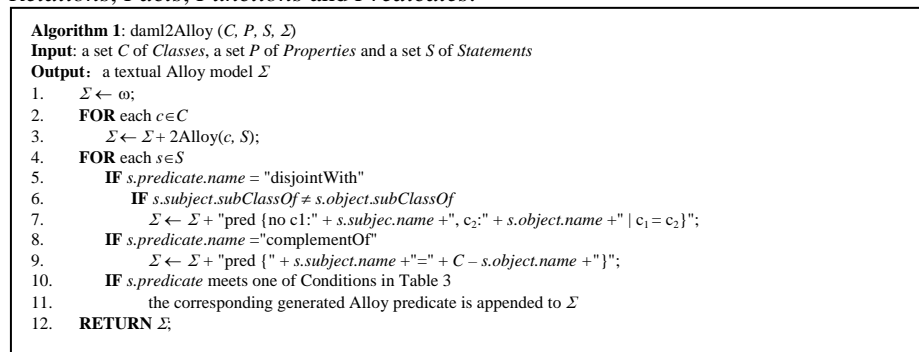 Relations, Facts, Functions and Predicates.
Algorithm 1: daml2Alloy (C, P, S, Σ)
Input: a set C of Classes, a set P of Properties and a set S of Statements
Output：a textual Alloy model Σ
1. Σ ← ω;
2. FOR each c∈C
3. Σ ← Σ + 2Alloy(c, S);
4. FOR each s∈S
5. IF s.predicate.name = "disjointWith"
6. IF s.subject.subClassOf ≠ s.object.subClassOf
7. Σ ← Σ + "pred {no c1:" + s.subjec.name +", c₂:" + s.object.name +" | c₁ = c₂}";
8. IF s.predicate.name ="complementOf"
9. Σ ← Σ + "pred {" + s.subject.name +"=" + C – s.object.name +"}";
10. IF s.predicate meets one of Conditions in Table 3
11. the corresponding generated Alloy predicate is appended to Σ
12. RETURN Σ;